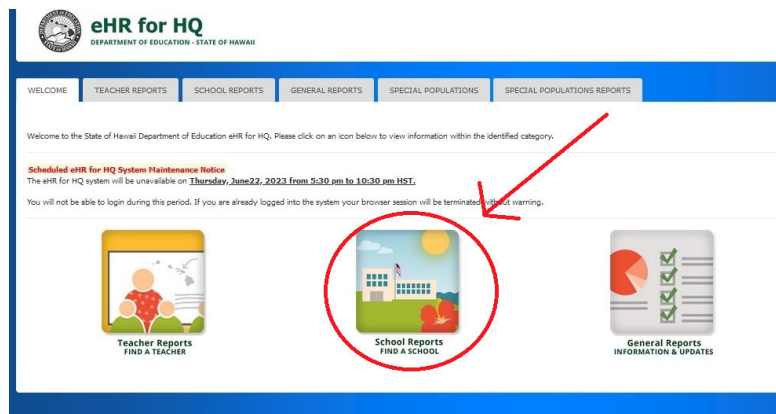 eHR for HQ
DEPARTMENT OF EDUCATION - STATE OF HAWAII
WELCOME
TEACHER REPORTS
SCHOOL REPORTS
GENERAL REPORTS
SPECIAL POPULATIONS
SPECIAL POPULATIONS REPORTS
Welcome to the State of Hawaii Department of Education eHR for HQ. Please click on an icon below to view information within the identified category.
Scheduled eHR for HQ System Maintenance Notice
The eHR for HQ system will be unavailable on Thursday, June22, 2023 from 5:30 pm to 10:30 pm HST.
You will not be able to login during this period. If you are already logged into the system your browser session will be terminated without warning.
Teacher Reports
FIND A TEACHER
School Reports
FIND A SCHOOL
General Reports
INFORMATION & UPDATES